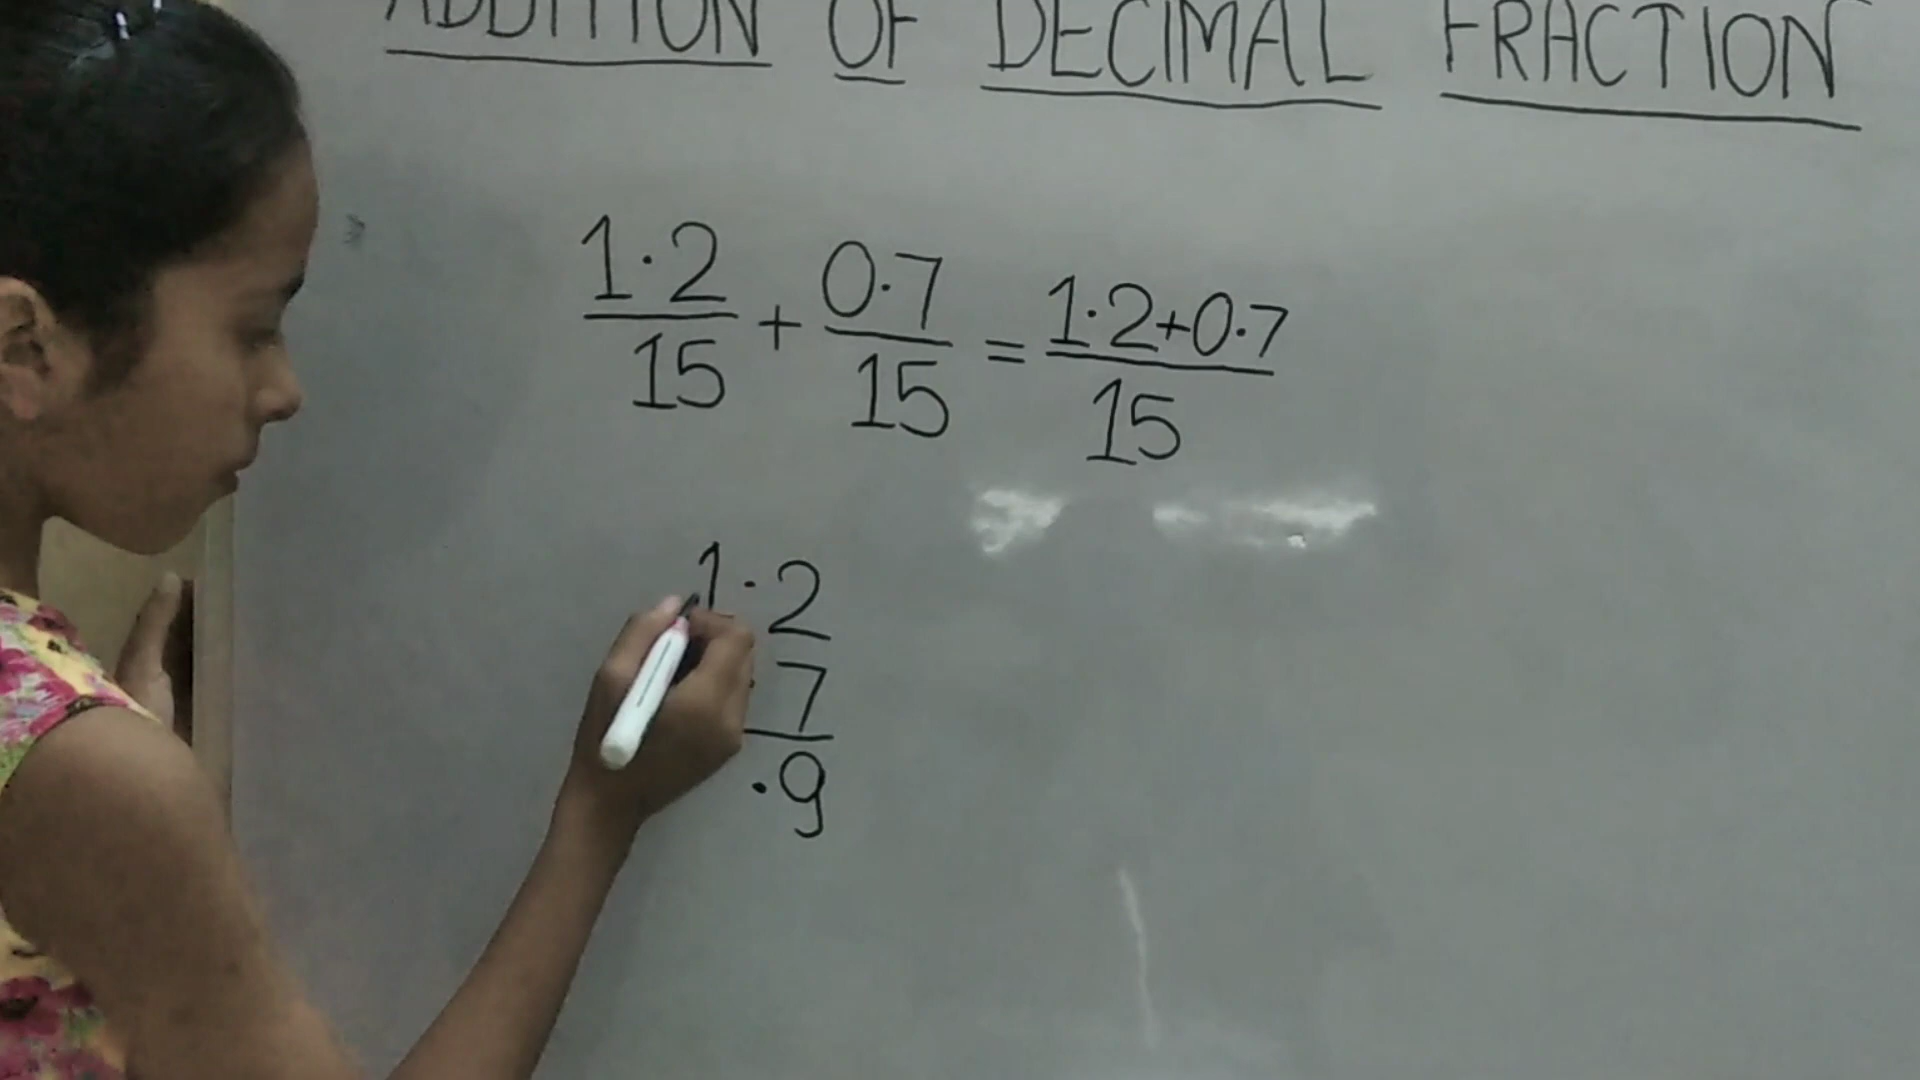 ADDITION OF DECIMAL FRACTION
1·2/15 + 0·7/15 = 1·2+0·7/15
1·2
·7
·9